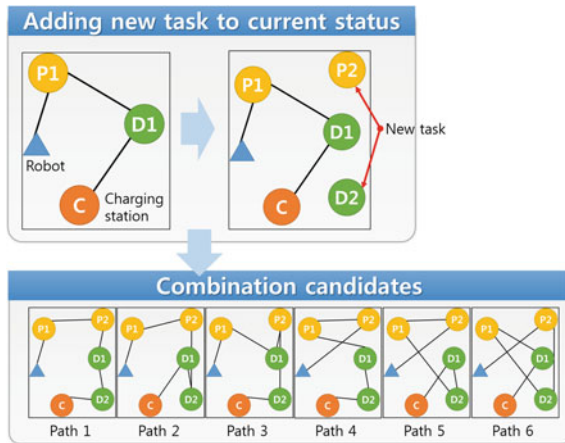 Adding new task to current status
P1
D1
Robot
C
Charging
station
P1
P2
D1
New task
C
D2
Combination candidates
P1
P2
D1
C
D2
Path 1
P1
P2
D1
C
D2
Path 2
P1
P2
D1
C
D2
Path 3
P1
P2
D1
C
D2
Path 4
P1
P2
D1
C
D2
Path 5
P1
P2
D1
C
D2
Path 6